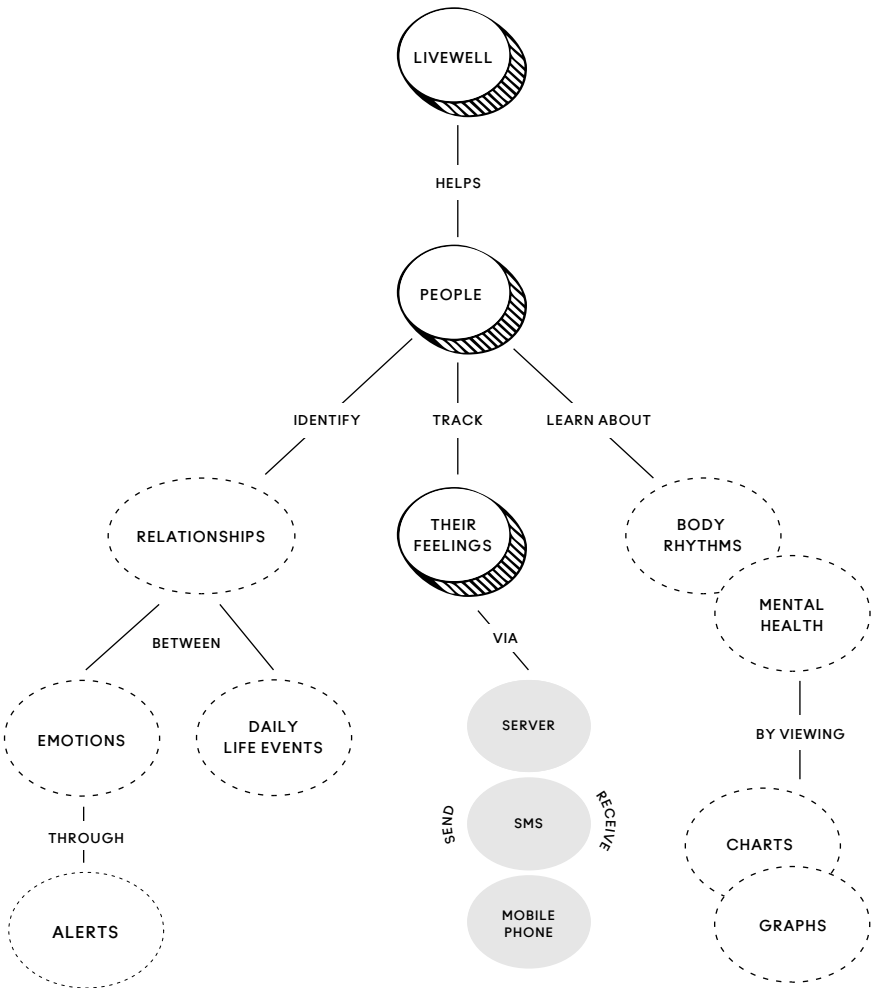 LIVEWELL
HELPS
PEOPLE
IDENTIFY
TRACK
LEARN ABOUT
RELATIONSHIPS
THEIR
FEELINGS
BODY
RHYTHMS
MENTAL
HEALTH
BETWEEN
VIA
EMOTIONS
DAILY
LIFE EVENTS
SERVER
BY VIEWING
THROUGH
SEND
SMS
RECEIVE
CHARTS
ALERTS
MOBILE
PHONE
GRAPHS